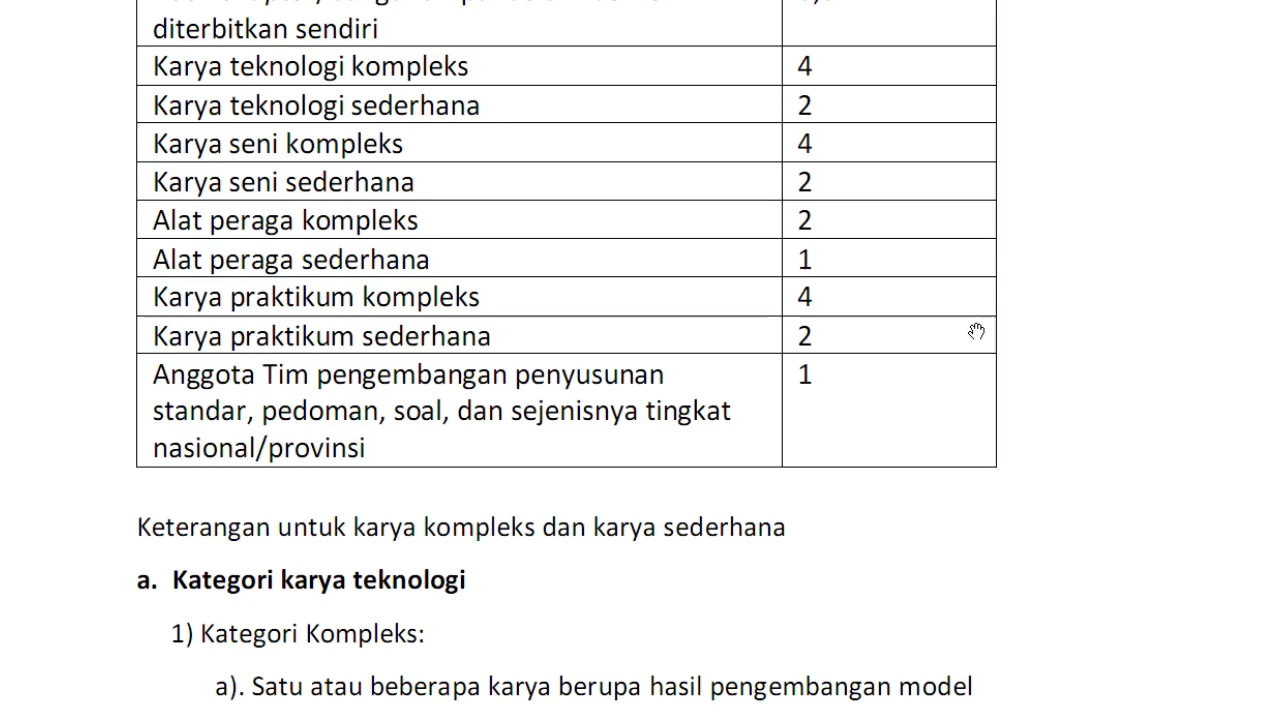 diterbitkan sendiri
Karya teknologi kompleks 4
Karya teknologi sederhana 2
Karya seni kompleks 4
Karya seni sederhana 2
Alat peraga kompleks 2
Alat peraga sederhana 1
Karya praktikum kompleks 4
Karya praktikum sederhana 2
Anggota Tim pengembangan penyusunan 1
standar, pedoman, soal, dan sejenisnya tingkat
nasional/provinsi
Keterangan untuk karya kompleks dan karya sederhana
a. Kategori karya teknologi
1) Kategori Kompleks:
a). Satu atau beberapa karya berupa hasil pengembangan model